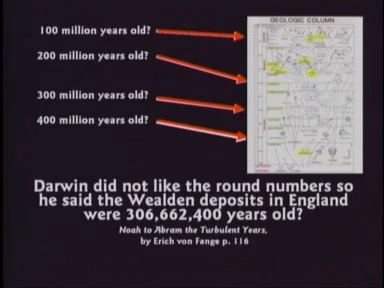 GEOLOGIC COLUMN
100 million years old?
200 million years old?
300 million years old?
400 million years old?
Darwin did not like the round numbers so
he said the Wealden deposits in England
were 306,662,400 years old?
Noah to Abram the Turbulent Years,
by Erich von Fange p. 116